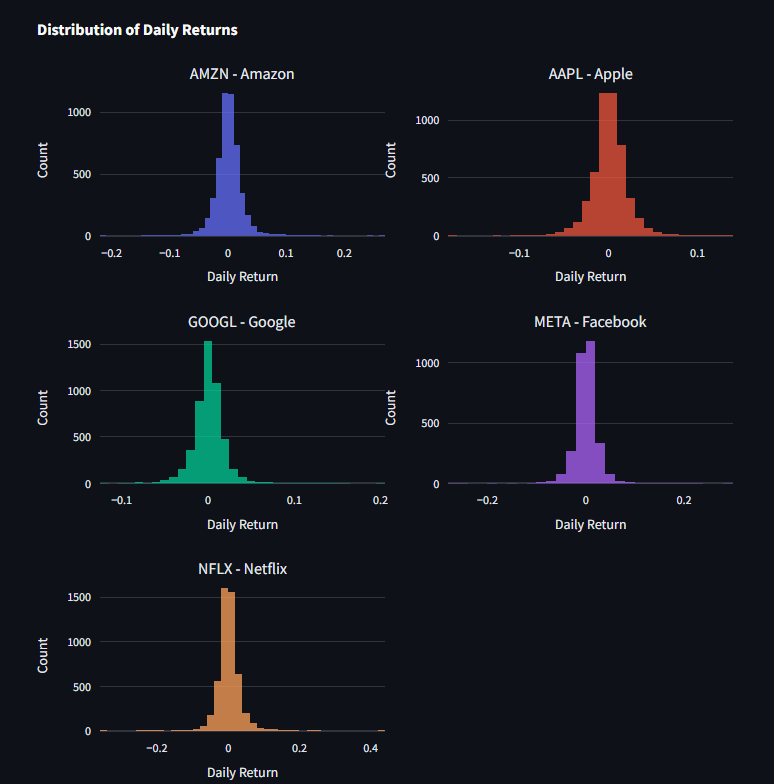 Distribution of Daily Returns
AMZN - Amazon
1000
500
0
Count
−0.2 −0.1 0 0.1 0.2
Daily Return
AAPL - Apple
1000
500
0
Count
−0.1 0 0.1
Daily Return
GOOGL - Google
1500
1000
500
0
Count
−0.1 0 0.1 0.2
Daily Return
META - Facebook
1000
500
0
Count
−0.2 0 0.2
Daily Return
NFLX - Netflix
1500
1000
500
0
Count
−0.2 0 0.2 0.4
Daily Return